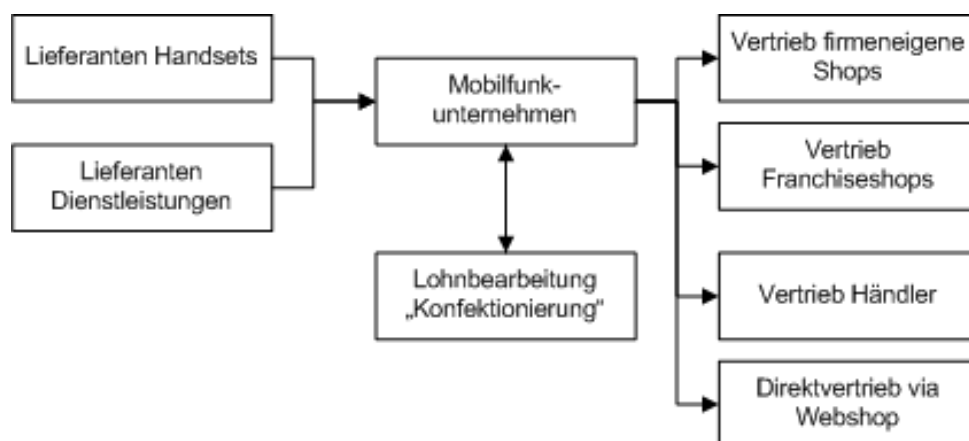 Lieferanten Handsets
Lieferanten
Dienstleistungen
Mobilfunk-
unternehmen
Lohnbearbeitung
„Konfektionierung“
Vertrieb firmeneigene
Shops
Vertrieb
Franchiseshops
Vertrieb Händler
Direktvertrieb via
Webshop